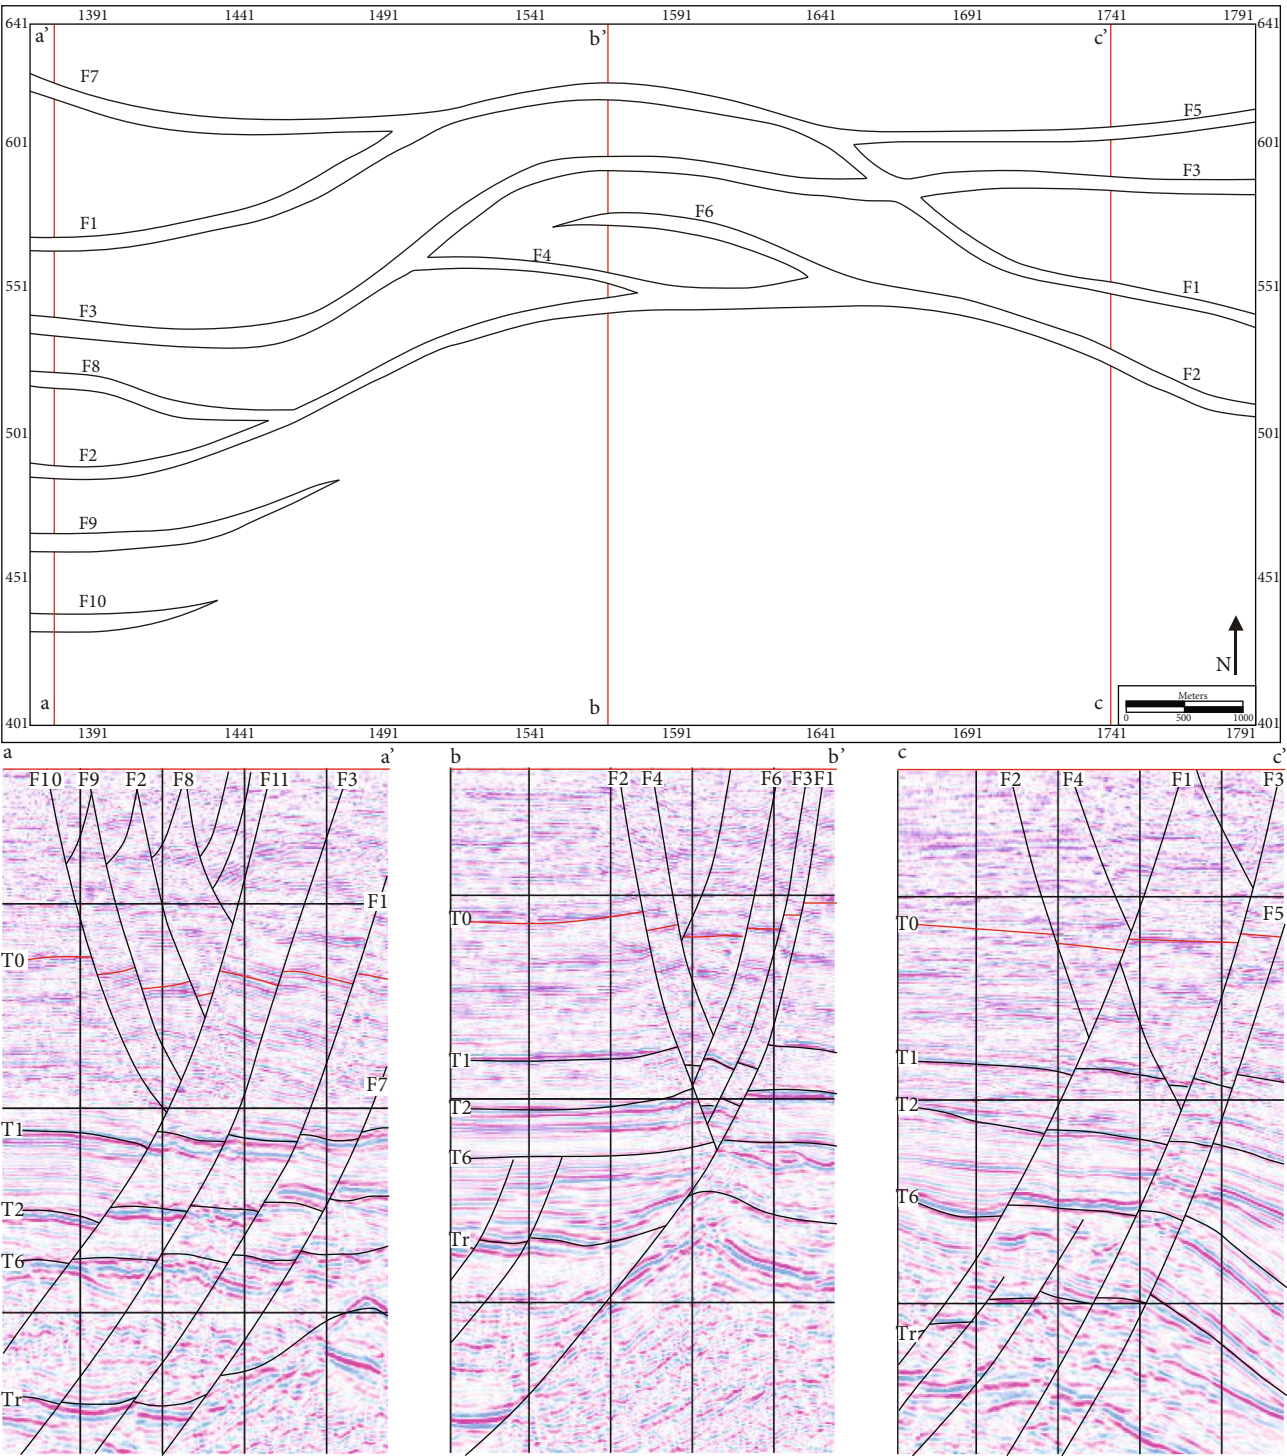 1391 1441 1491 1541 1591 1641 1691 1741 1791
641 641
a' b' c'
F7
F5
601 601
F3
F1
F6
F4
551 551
F1
F3
F8
F2
501 501
F2
F9
451 451
F10
N
a b c
Meters
0 500 1000
401 401
1391 1441 1491 1541 1591 1641 1691 1741 1791
a a' b b' c c'
F10 F9 F2 F8 F11 F3
F1
T0
F7
T1
T2
T6
Tr
F2 F4 F6 F3 F1
T0
T1
T2
T6
Tr
F2 F4 F1 F3
F5
T0
T1
T2
T6
Tr